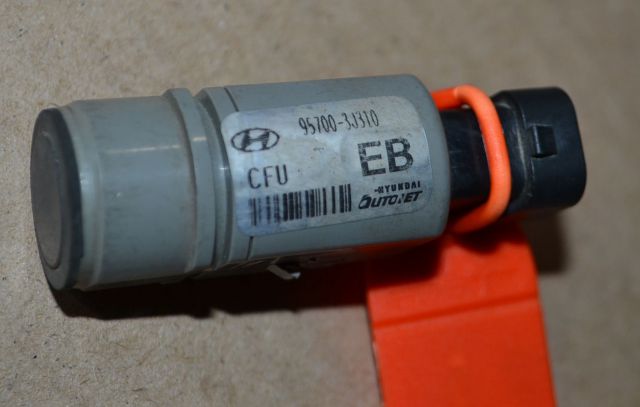 95700-3J310
CFU
EB
HYUNDAI
AUTONET